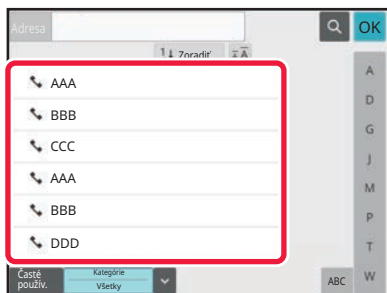 Adresa
OK
Zoradiť
AAA
BBB
CCC
AAA
BBB
DDD
A
D
G
J
M
P
T
W
Časté
použív.
Kategórie
Všetky
ABC